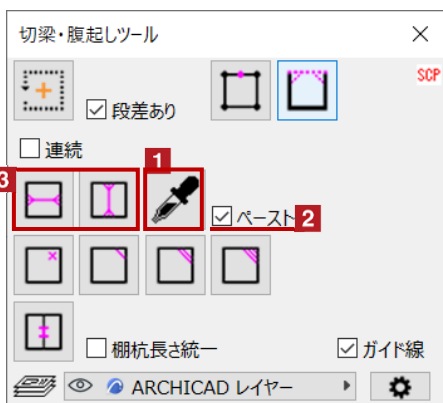 切梁・腹起しツール
SCP
段差あり
連続
1
3
ペースト 2
棚杭長さ統一
ガイド線
ARCHICAD レイヤー